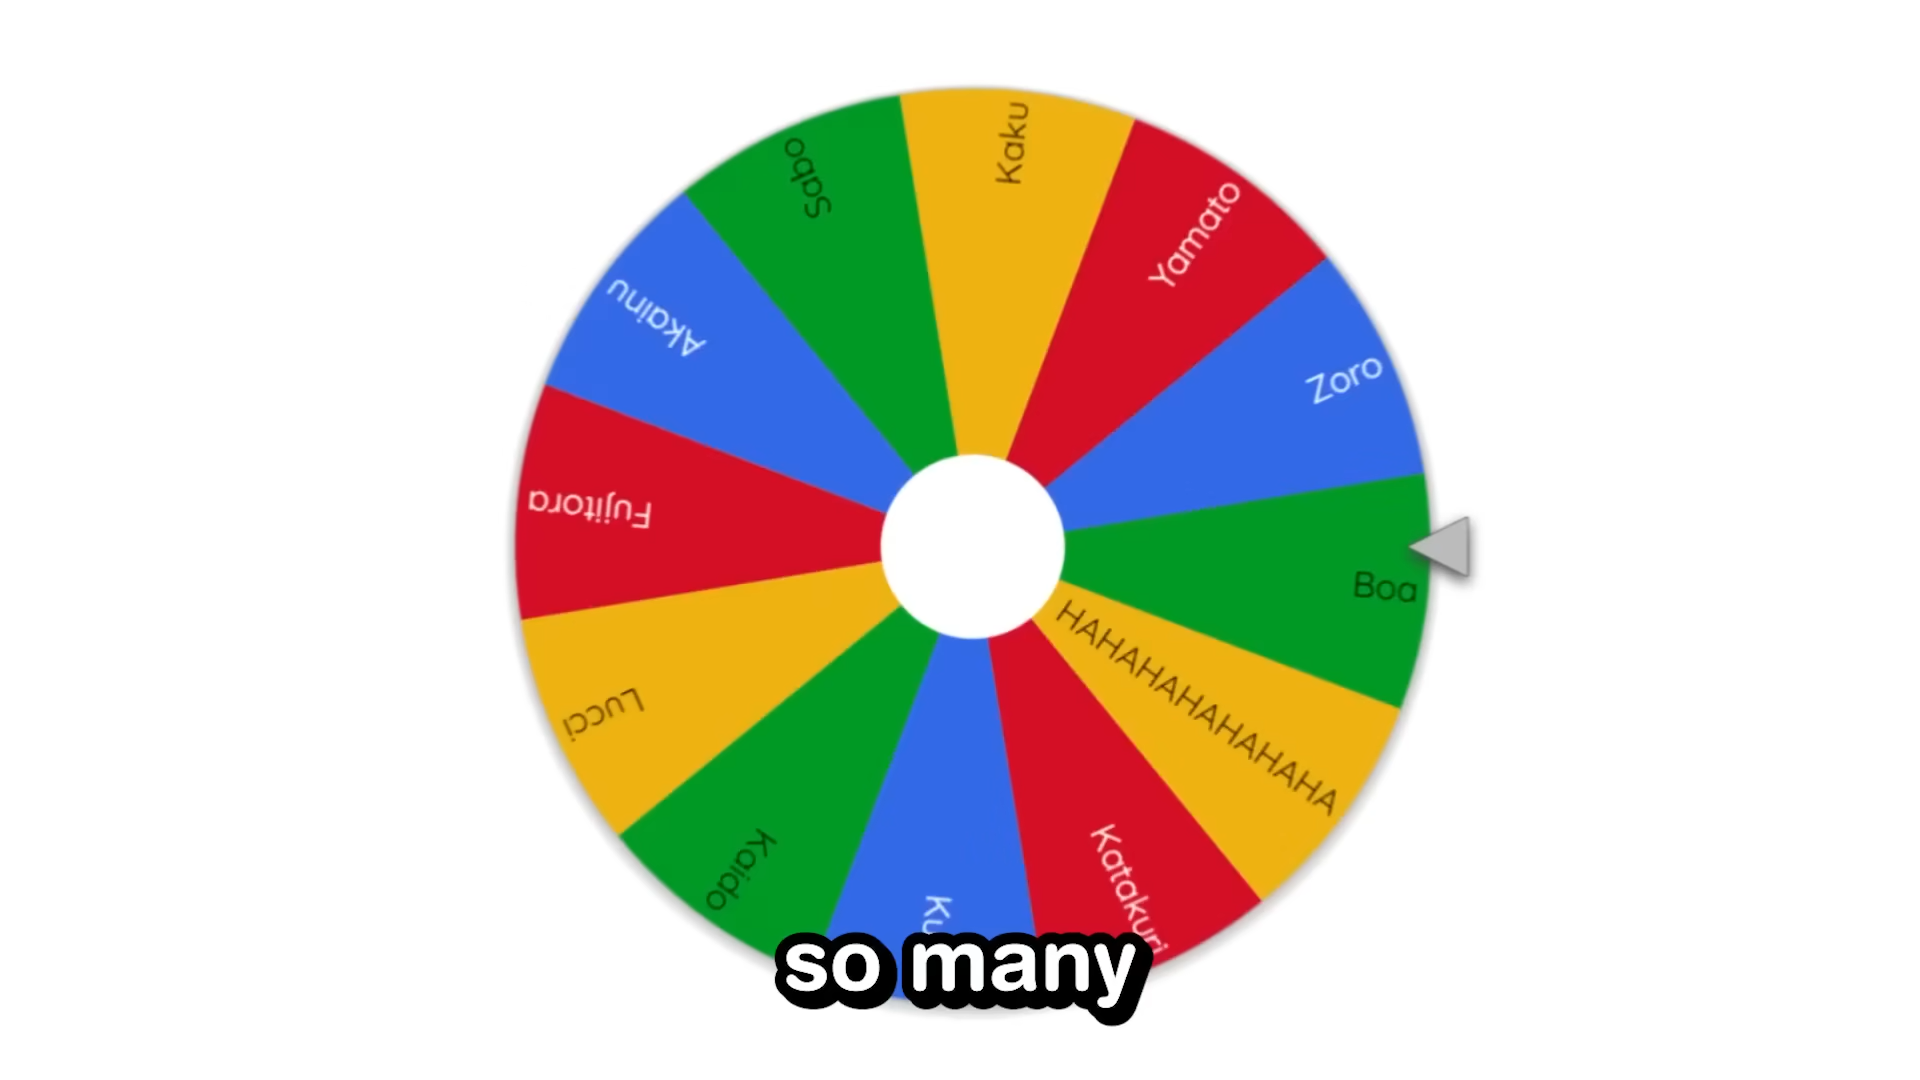 Kaku
Yamato
Zoro
Boa
HAHAHAHAHAHAHA
Katakuri
Kaido
Lucci
Fujitora
Akainu
Sabo
so many